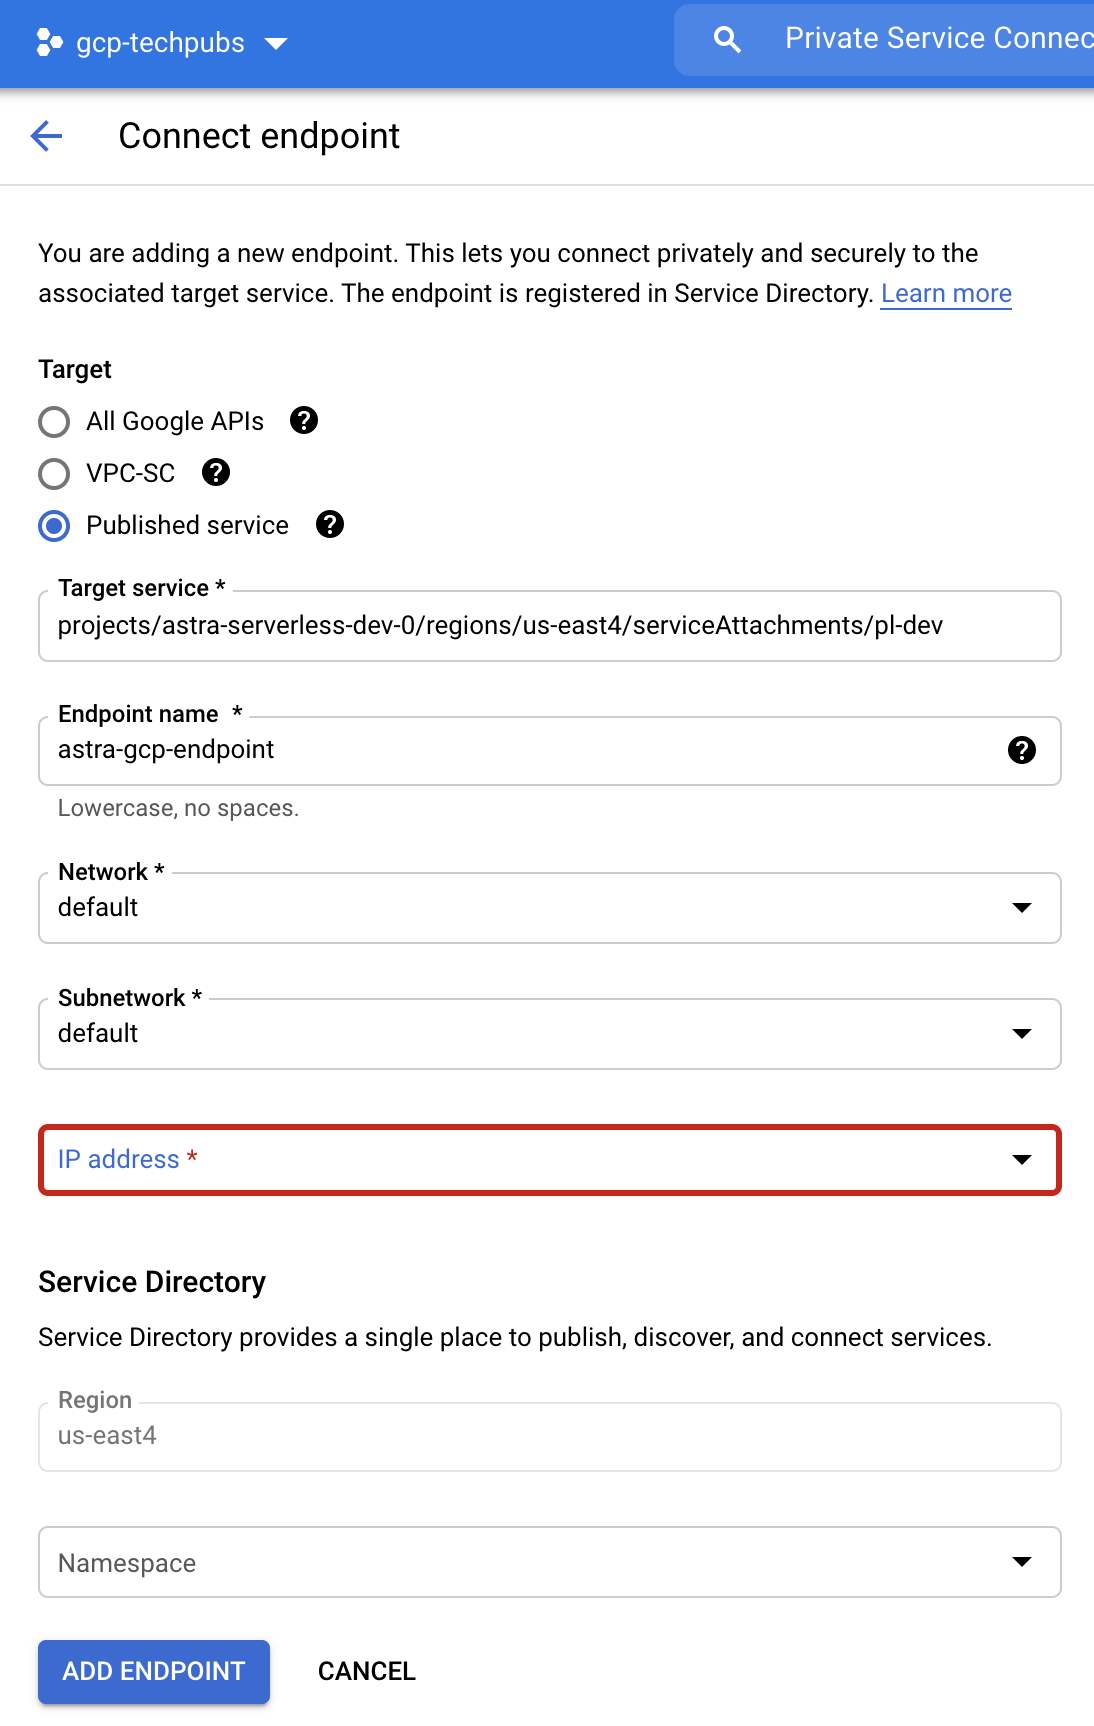 gcp-techpubs
Private Service Connec
Connect endpoint
You are adding a new endpoint. This lets you connect privately and securely to the
associated target service. The endpoint is registered in Service Directory. Learn more
Target
All Google APIs ?
VPC-SC ?
Published service ?
Target service *
projects/astra-serverless-dev-0/regions/us-east4/serviceAttachments/pl-dev
Endpoint name *
astra-gcp-endpoint ?
Lowercase, no spaces.
Network *
default
Subnetwork *
default
IP address *
Service Directory
Service Directory provides a single place to publish, discover, and connect services.
Region
us-east4
Namespace
ADD ENDPOINT CANCEL